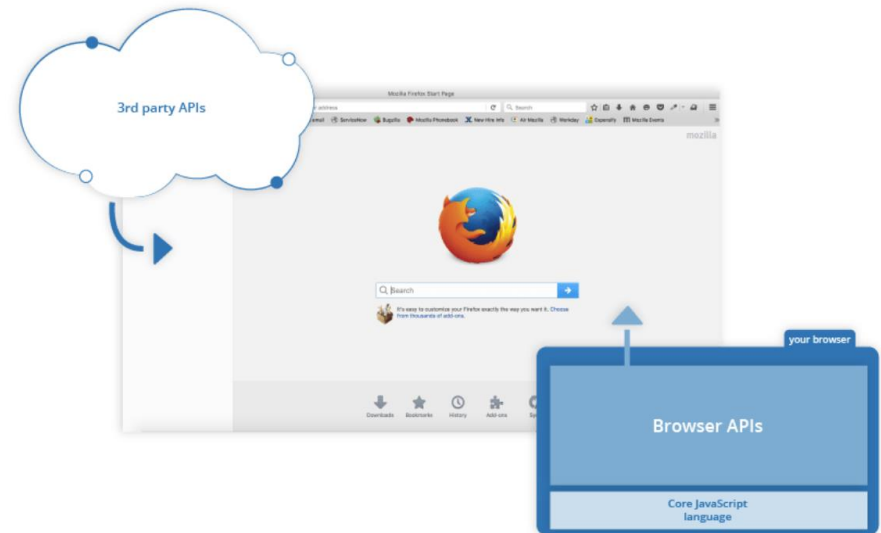 3rd party APIs
Mozilla Firefox Start Page
address
Search
email ServiceNow Bugzilla Mozilla Phonebook New Hire Info Air Mozilla Workday Expensify Mozilla Events
mozilla
Search
It's easy to customize your Firefox exactly the way you want it. Choose
from thousands of add-ons.
Downloads Bookmarks History Add-ons
your browser
Browser APIs
Core JavaScript
language